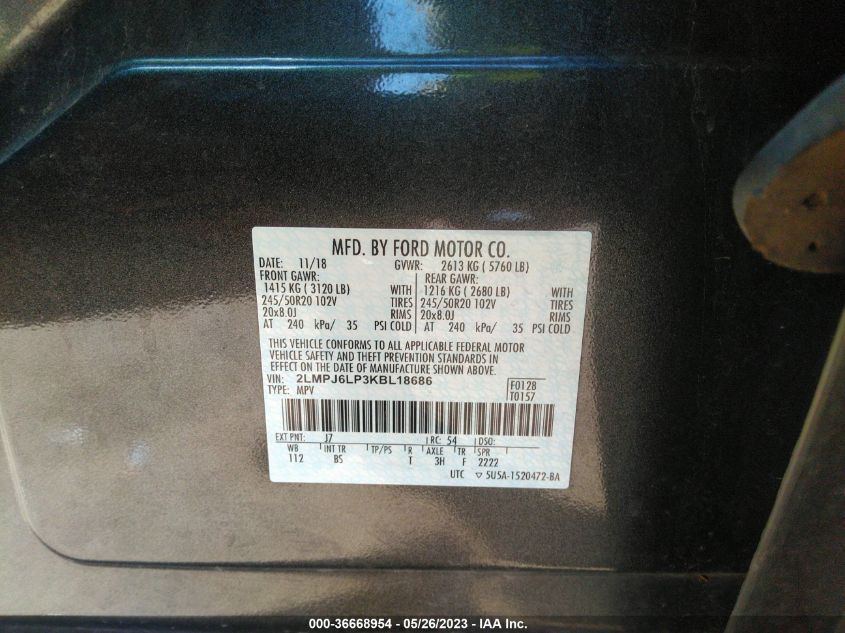 MFD. BY FORD MOTOR CO.
DATE: 11/18 GVWR: 2613 KG ( 5760 LB)
FRONT GAWR: REAR GAWR:
1415 KG ( 3120 LB) WITH 1216 KG ( 2680 LB) WITH
245/50R20 102V TIRES 245/50R20 102V TIRES
20x8.0J RIMS 20x8.0J RIMS
AT 240 kPa/ 35 PSI COLD AT 240 kPa/ 35 PSI COLD
THIS VEHICLE CONFORMS TO ALL APPLICABLE FEDERAL MOTOR
VEHICLE SAFETY AND THEFT PREVENTION STANDARDS IN
EFFECT ON THE DATE OF MANUFACTURE SHOWN ABOVE.
VIN: 2LMPJ6LP3KBL18686 F0128
TYPE: MPV T0157
EXT PNT: J7 RC: 54 DSO:
WB INT TR TP/PS R AXLE TR SPR
112 B5 T 3H F 2222
UTC ▽ 5U5A-1520472-BA
000-36668954 / 05/26/2023 / IAA Inc.